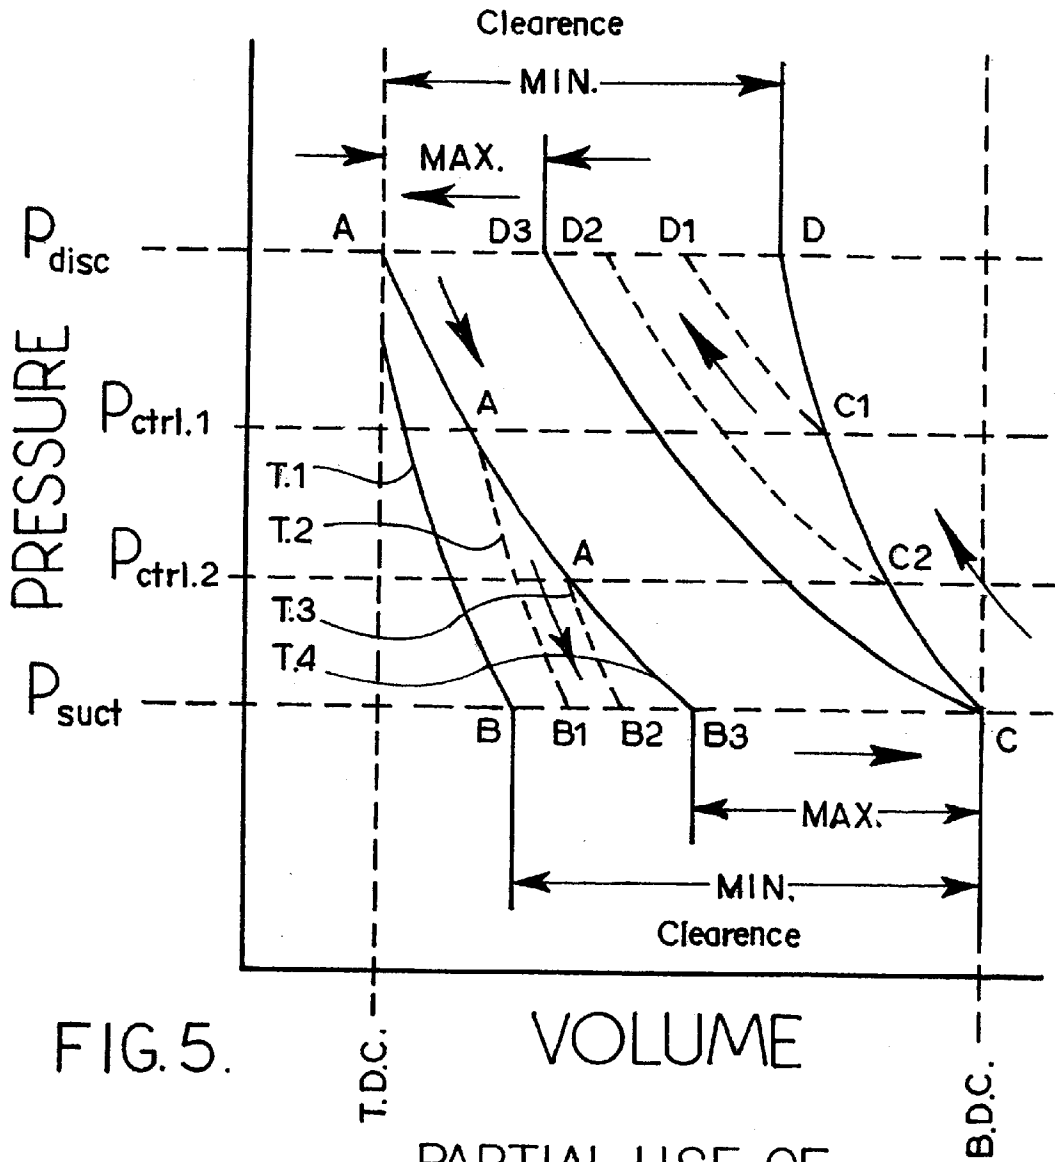 Clearence
MIN.
MAX.
A D3 D2 D1 D
Pdisc
PRESSURE
A C1
Pctrl.1
T.1
T.2
A C2
Pctrl.2
T.3
T.4
Psuct
B B1 B2 B3 C
MAX.
MIN.
Clearence
FIG. 5.
VOLUME
T.D.C.
B.D.C.
PARTIAL USE OF